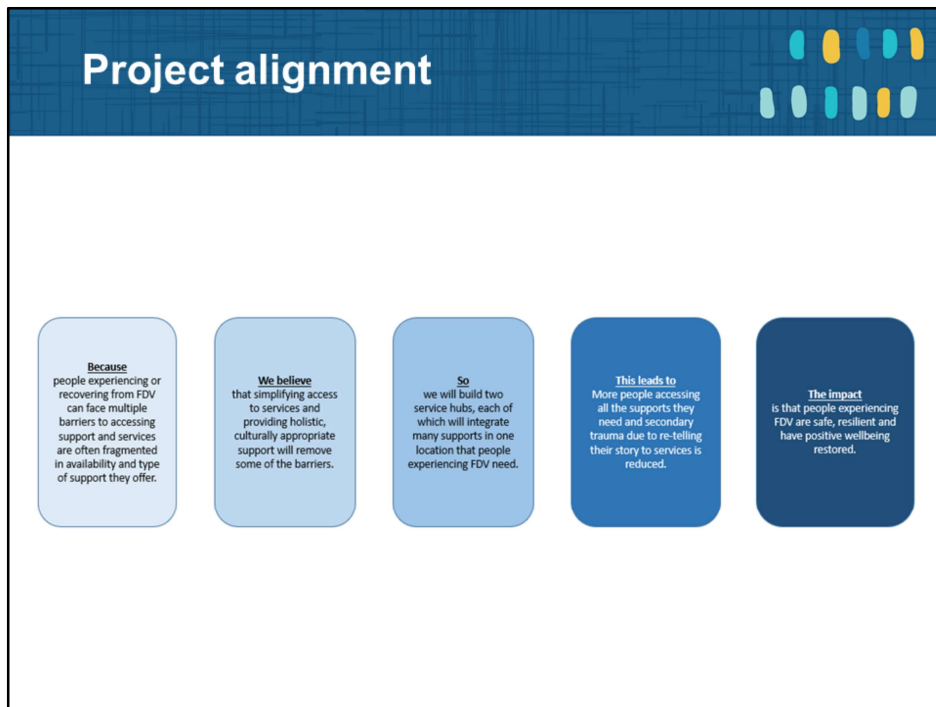 Project alignment
Because
people experiencing or
recovering from FDV
can face multiple
barriers to accessing
support and services
are often fragmented
in availability and type
of support they offer.
We believe
that simplifying access
to services and
providing holistic,
culturally appropriate
support will remove
some of the barriers.
So
we will build two
service hubs, each of
which will integrate
many supports in one
location that people
experiencing FDV need.
This leads to
More people accessing
all the supports they
need and secondary
trauma due to re-telling
their story to services is
reduced.
The impact
is that people experiencing
FDV are safe, resilient and
have positive wellbeing
restored.